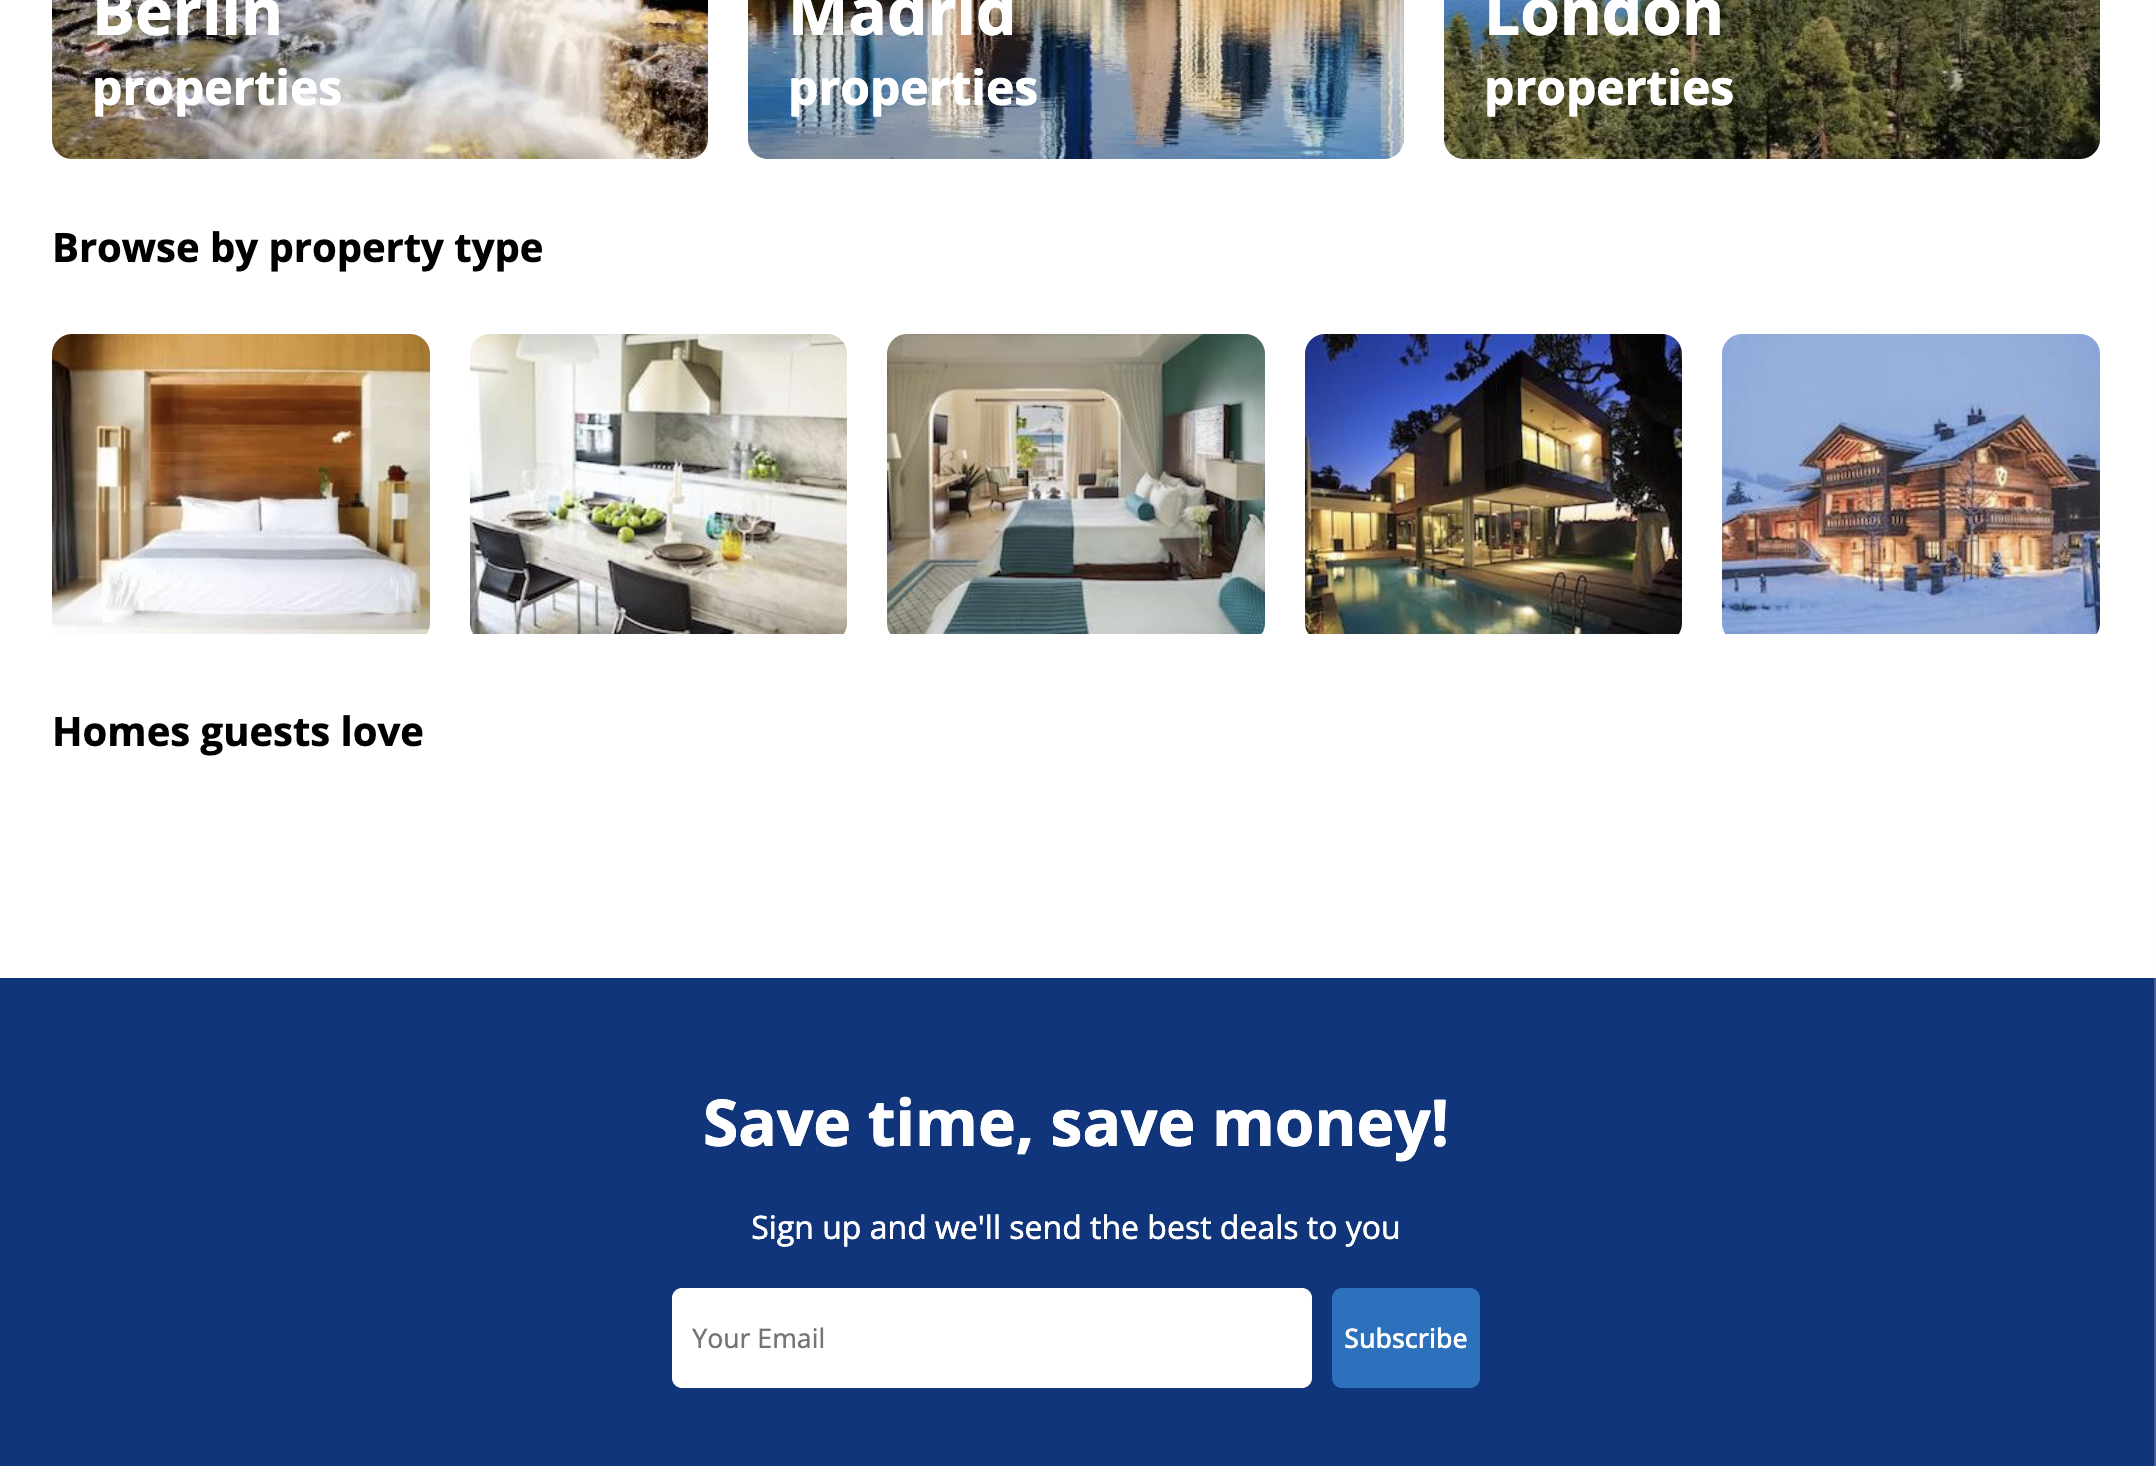 Berlin
properties
Madrid
properties
London
properties
Browse by property type
Homes guests love
Save time, save money!
Sign up and we'll send the best deals to you
Your Email
Subscribe